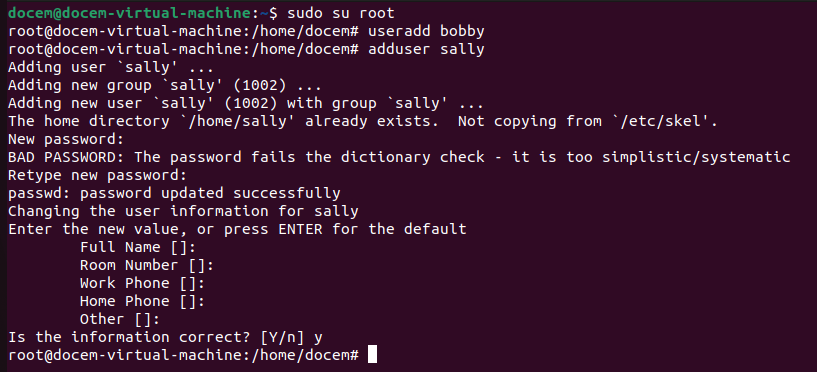 docem@docem-virtual-machine:~$ sudo su root
root@docem-virtual-machine:/home/docem# useradd bobby
root@docem-virtual-machine:/home/docem# adduser sally
Adding user `sally' ...
Adding new group `sally' (1002) ...
Adding new user `sally' (1002) with group `sally' ...
The home directory `/home/sally' already exists.  Not copying from `/etc/skel'.
New password:
BAD PASSWORD: The password fails the dictionary check - it is too simplistic/systematic
Retype new password:
passwd: password updated successfully
Changing the user information for sally
Enter the new value, or press ENTER for the default
        Full Name []:
        Room Number []:
        Work Phone []:
        Home Phone []:
        Other []:
Is the information correct? [Y/n] y
root@docem-virtual-machine:/home/docem#